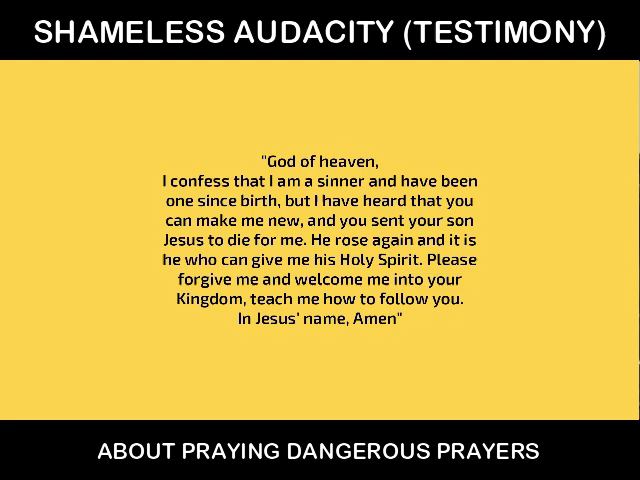 SHAMELESS AUDACITY (TESTIMONY)
"God of heaven,
I confess that I am a sinner and have been
one since birth, but I have heard that you
can make me new, and you sent your son
Jesus to die for me. He rose again and it is
he who can give me his Holy Spirit. Please
forgive me and welcome me into your
Kingdom, teach me how to follow you.
In Jesus' name, Amen"
ABOUT PRAYING DANGEROUS PRAYERS